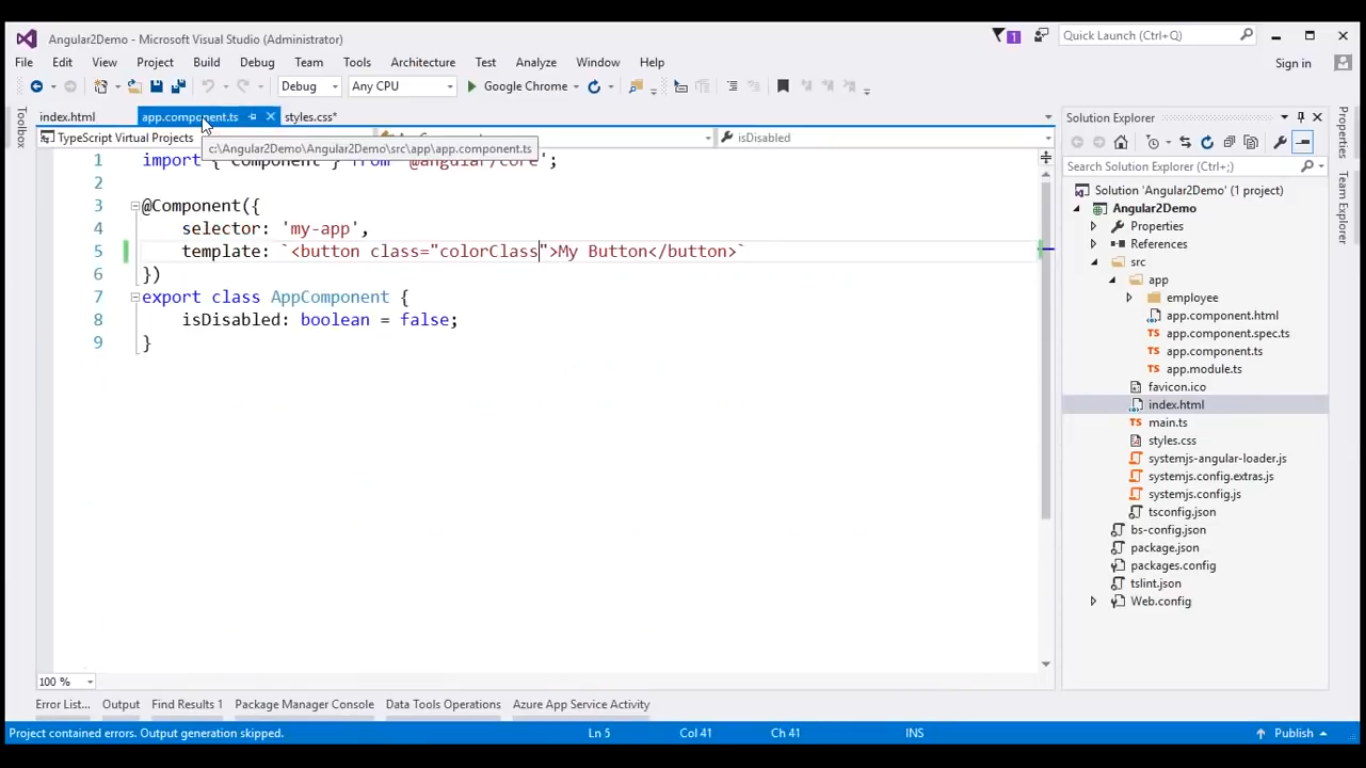 Angular2Demo - Microsoft Visual Studio (Administrator)
1
Quick Launch (Ctrl+Q)
File Edit View Project Build Debug Team Tools Architecture Test Analyze Window Help
Sign in
Debug Any CPU Google Chrome
Toolbox
index.html app.component.ts styles.css*
TypeScript Virtual Projects isDisabled
c:\Angular2Demo\Angular2Demo\src\app\app.component.ts
1 import { Component } from '@angular/core';
2
3 @Component({
4 selector: 'my-app',
5 template: `<button class="colorClass">My Button</button>`
6 })
7 export class AppComponent {
8 isDisabled: boolean = false;
9 }
100 %
Solution Explorer
Search Solution Explorer (Ctrl+;)
Solution 'Angular2Demo' (1 project)
Angular2Demo
Properties
References
src
app
employee
app.component.html
app.component.spec.ts
app.component.ts
app.module.ts
favicon.ico
index.html
main.ts
styles.css
systemjs-angular-loader.js
systemjs.config.extras.js
systemjs.config.js
tsconfig.json
bs-config.json
package.json
packages.config
tslint.json
Web.config
Properties
Team Explorer
Error List... Output Find Results 1 Package Manager Console Data Tools Operations Azure App Service Activity
Project contained errors. Output generation skipped. Ln 5 Col 41 Ch 41 INS Publish